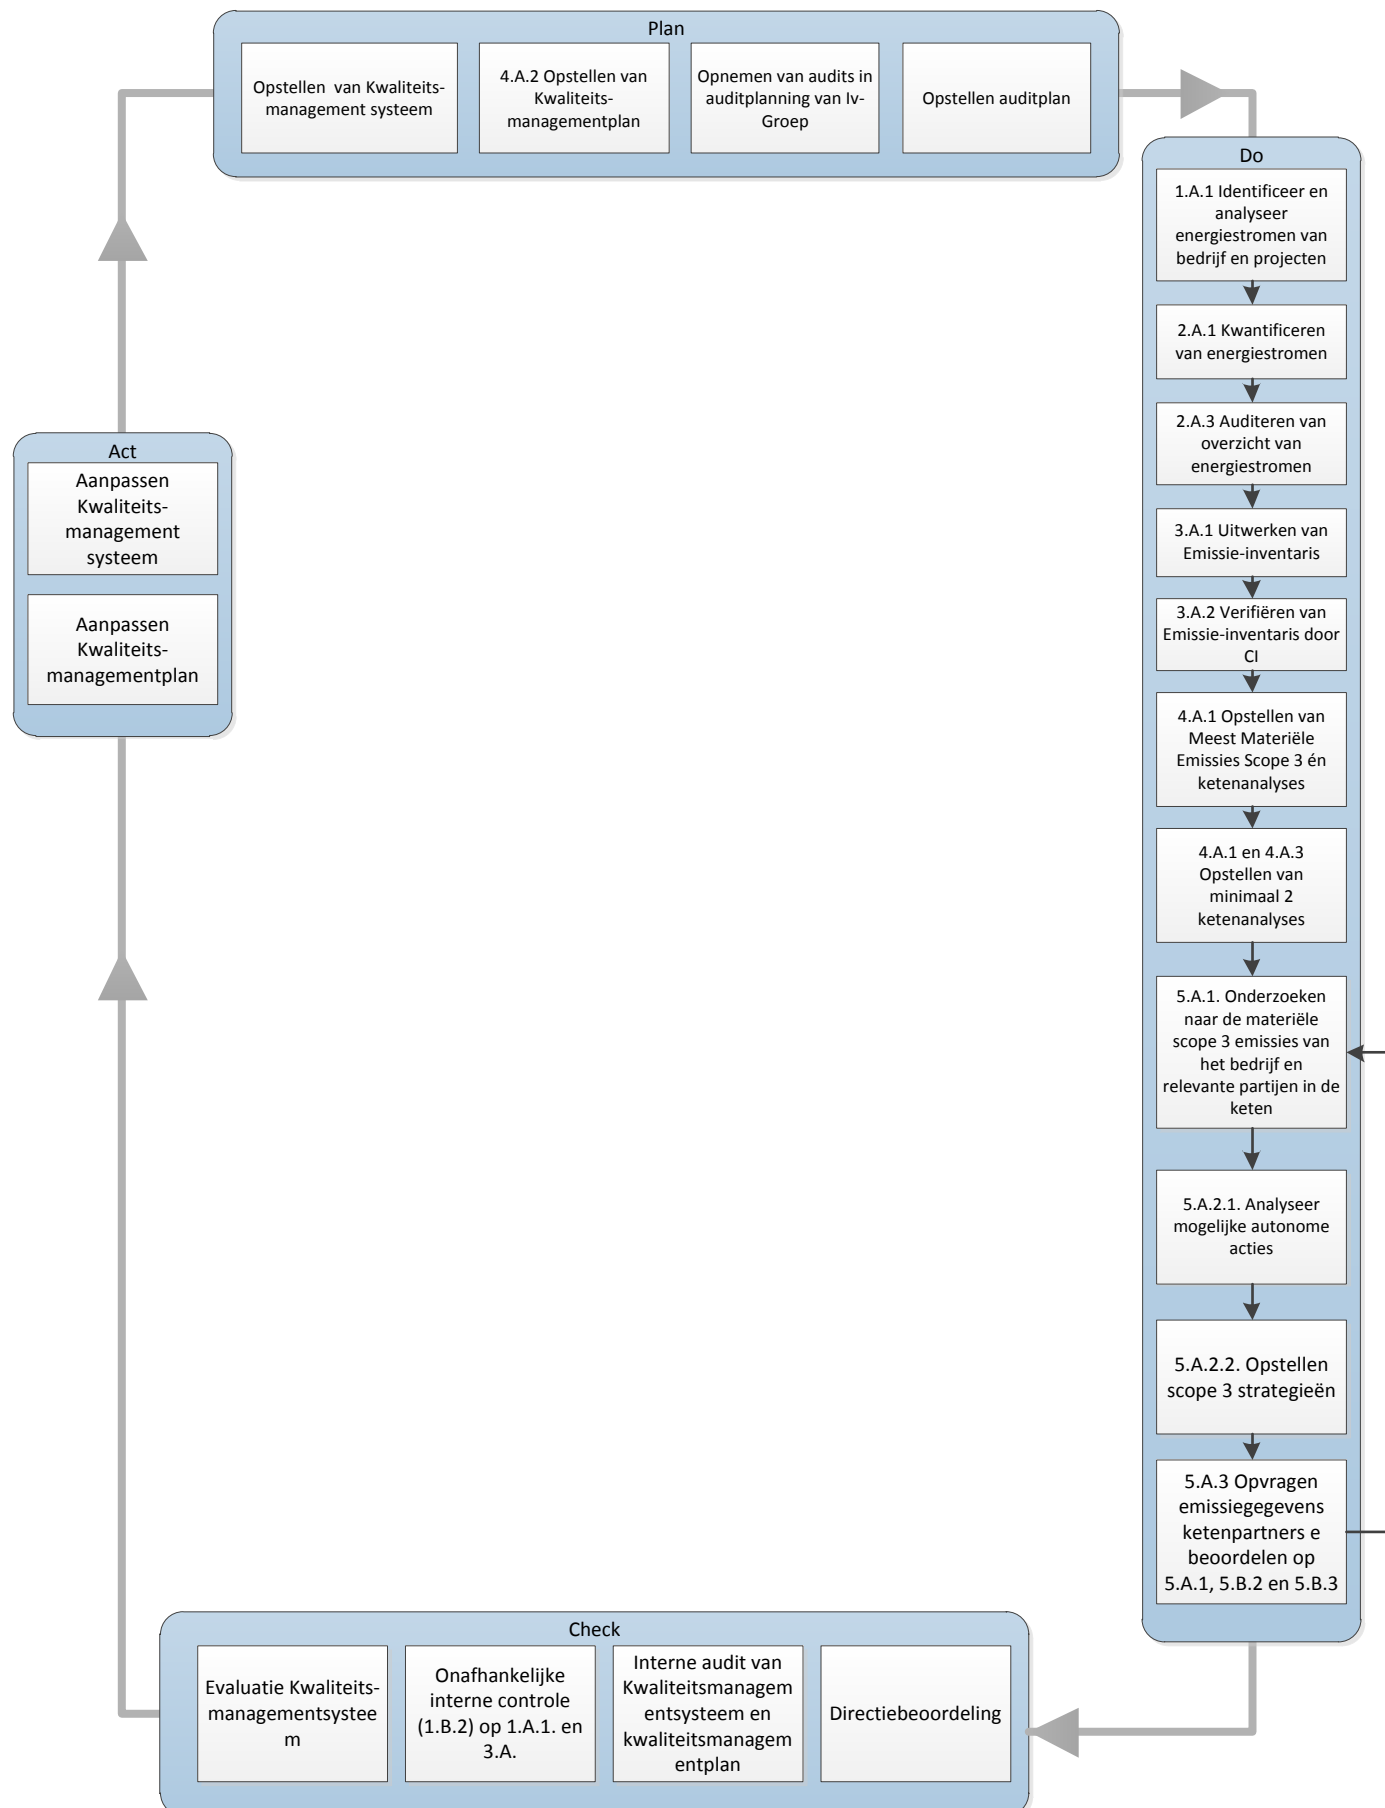 Plan
Opstellen van Kwaliteits-
management systeem
4.A.2 Opstellen van
Kwaliteits-
managementplan
Opnemen van audits in
auditplanning van Iv-
Groep
Opstellen auditplan
Do
1.A.1 Identificeer en
analyseer
energiestromen van
bedrijf en projecten
2.A.1 Kwantificeren
van energiestromen
2.A.3 Auditeren van
overzicht van
energiestromen
3.A.1 Uitwerken van
Emissie-inventaris
3.A.2 Verifiëren van
Emissie-inventaris door
CI
4.A.1 Opstellen van
Meest Materiële
Emissies Scope 3 én
ketenanalyses
4.A.1 en 4.A.3
Opstellen van
minimaal 2
ketenanalyses
5.A.1. Onderzoeken
naar de materiële
scope 3 emissies van
het bedrijf en
relevante partijen in de
keten
5.A.2.1. Analyseer
mogelijke autonome
acties
5.A.2.2. Opstellen
scope 3 strategieën
5.A.3 Opvragen
emissiegegevens
ketenpartners e
beoordelen op
5.A.1, 5.B.2 en 5.B.3
Act
Aanpassen
Kwaliteits-
management
systeem
Aanpassen
Kwaliteits-
managementplan
Check
Evaluatie Kwaliteits-
managementsystee
m
Onafhankelijke
interne controle
(1.B.2) op 1.A.1. en
3.A.
Interne audit van
Kwaliteitsmanagem
entsysteem en
kwaliteitsmanagem
entplan
Directiebeoordeling